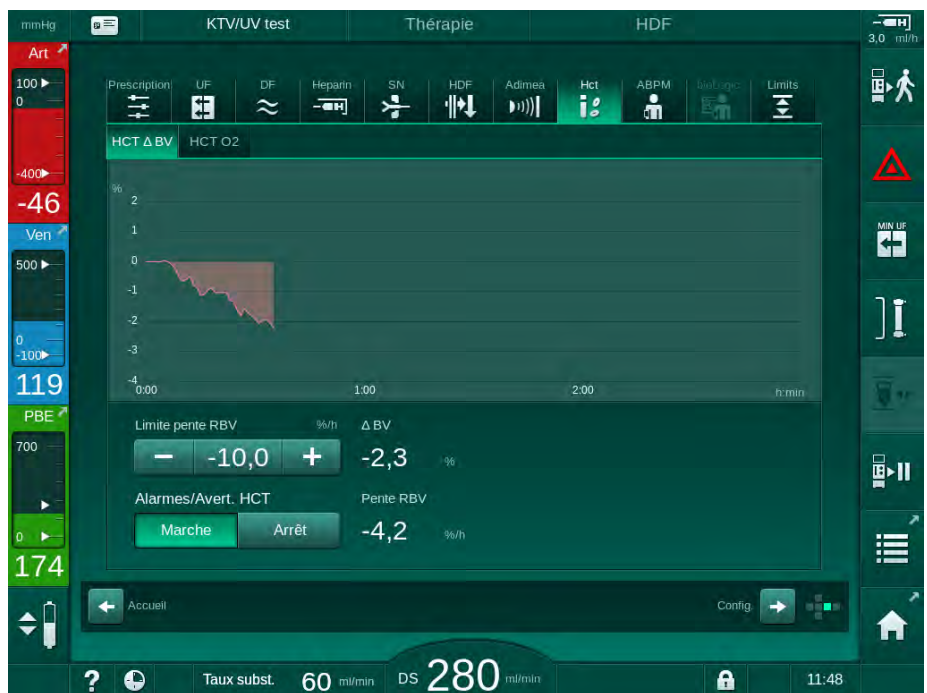 mmHg KTV/UV test Thérapie HDF
3,0 ml/h
Art
100
0
-400
-46
Ven
500
0
-100
119
PBE
700
0
174
Prescription UF DF Heparin SN HDF Adimea Hct ABPM bioLogic Limits
HCT Δ BV HCT O2
%
2
1
0
-1
-2
-3
-4
0:00 1:00 2:00 h:min
Limite pente RBV %/h Δ BV
− -10,0 + -2,3 %
Alarmes/Avert. HCT Pente RBV
Marche Arrêt -4,2 %/h
MIN UF
Accueil Config.
? Taux subst. 60 ml/min DS 280 ml/min 11:48